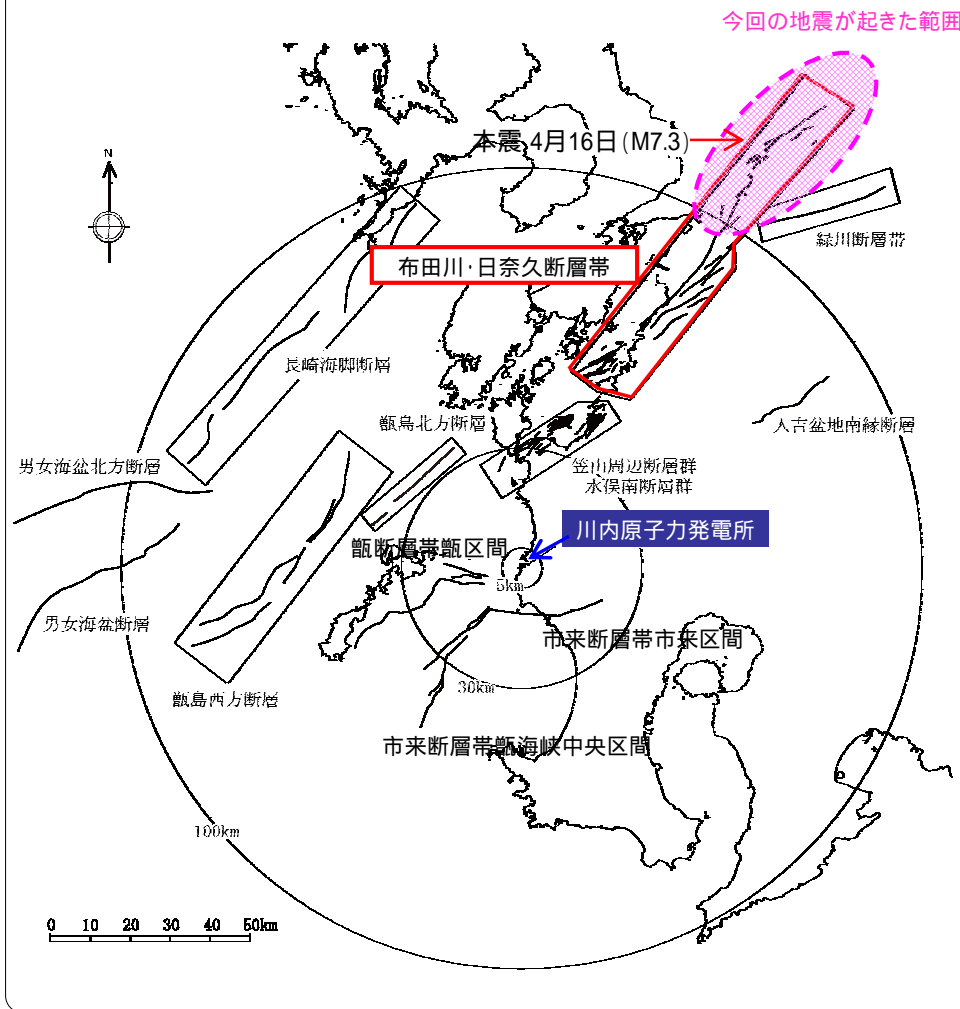 今回の地震が起きた範囲
本震 4月16日(M7.3)
N
緑川断層帯
布田川・日奈久断層帯
長崎海脚断層
甑島北方断層
人吉盆地南縁断層
男女海盆北方断層
笠山周辺断層群
水俣南断層群
川内原子力発電所
甑断層帯甑区間
5km
男女海盆断層
市来断層帯市来区間
30km
甑島西方断層
市来断層帯甑海峡中央区間
100km
0 10 20 30 40 50km